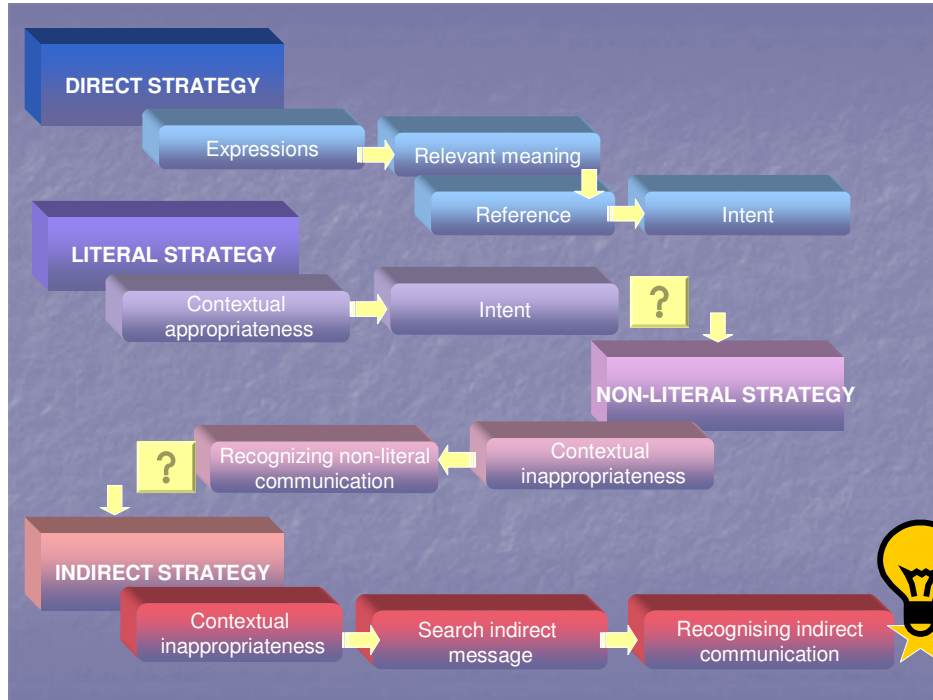 DIRECT STRATEGY
Expressions
Relevant meaning
Reference
Intent
LITERAL STRATEGY
Contextual
appropriateness
Intent
?
NON-LITERAL STRATEGY
Contextual
inappropriateness
Recognizing non-literal
communication
?
INDIRECT STRATEGY
Contextual
inappropriateness
Search indirect
message
Recognising indirect
communication